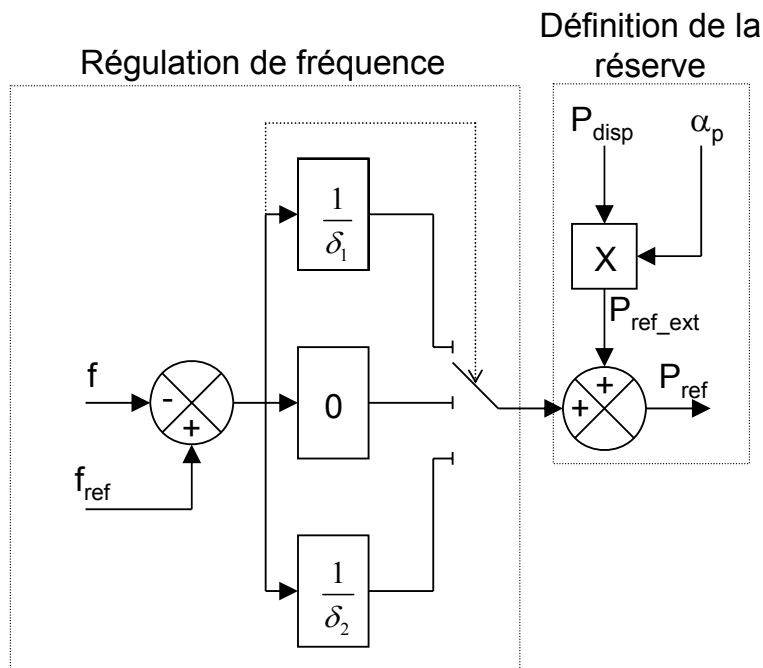 Définition de la
réserve
Régulation de fréquence
P_disp
α_p
1/δ_1
X
P_ref_ext
f
-
+
0
+
+
P_ref
f_ref
1/δ_2